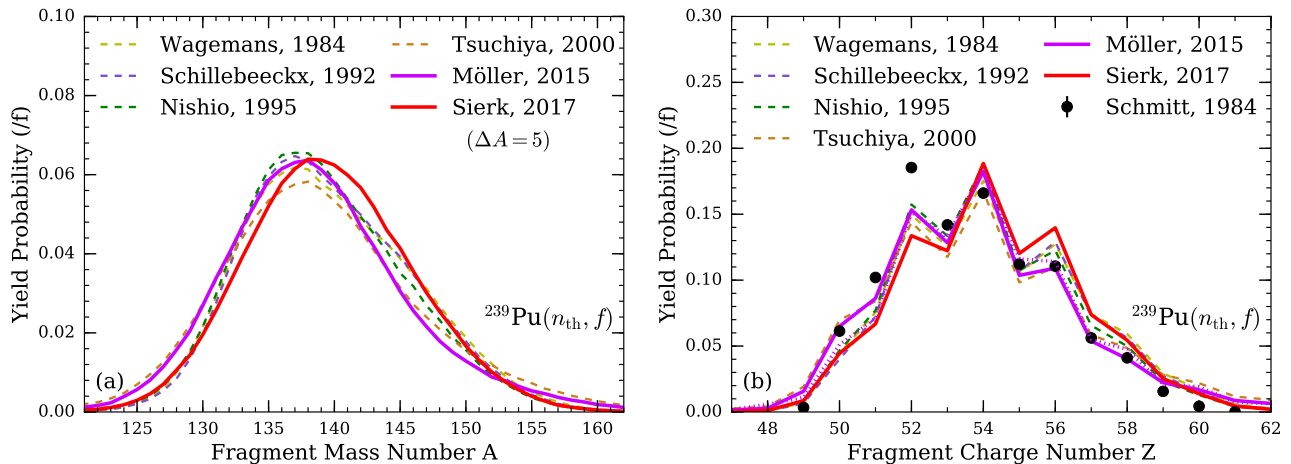 0.10
0.08
0.06
0.04
0.02
0.00
Yield Probability (/f)
Wagemans, 1984
Schillebeeckx, 1992
Nishio, 1995
Tsuchiya, 2000
Möller, 2015
Sierk, 2017
(ΔA = 5)
²³⁹Pu(n_th, f)
(a)
125 130 135 140 145 150 155 160
Fragment Mass Number A
0.30
0.25
0.20
0.15
0.10
0.05
0.00
Yield Probability (/f)
Wagemans, 1984
Schillebeeckx, 1992
Nishio, 1995
Tsuchiya, 2000
Möller, 2015
Sierk, 2017
Schmitt, 1984
²³⁹Pu(n_th, f)
(b)
48 50 52 54 56 58 60 62
Fragment Charge Number Z